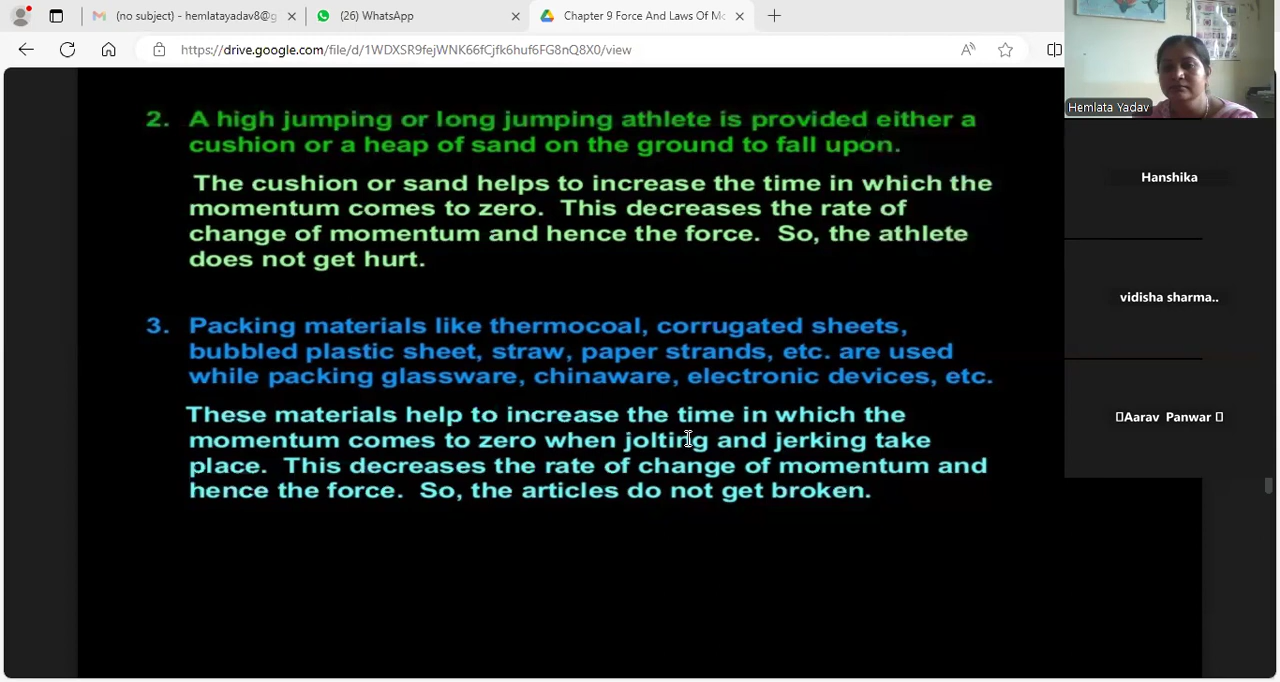 (no subject) - hemlatayadav8@g
(26) WhatsApp
Chapter 9 Force And Laws Of Mo
https://drive.google.com/file/d/1WDXSR9fejWNK66fCjfk6huf6FG8nQ8X0/view
Hemlata Yadav
Hanshika
vidisha sharma..
Aarav Panwar
2. A high jumping or long jumping athlete is provided either a
cushion or a heap of sand on the ground to fall upon.
The cushion or sand helps to increase the time in which the
momentum comes to zero. This decreases the rate of
change of momentum and hence the force. So, the athlete
does not get hurt.
3. Packing materials like thermocoal, corrugated sheets,
bubbled plastic sheet, straw, paper strands, etc. are used
while packing glassware, chinaware, electronic devices, etc.
These materials help to increase the time in which the
momentum comes to zero when jolting and jerking take
place. This decreases the rate of change of momentum and
hence the force. So, the articles do not get broken.